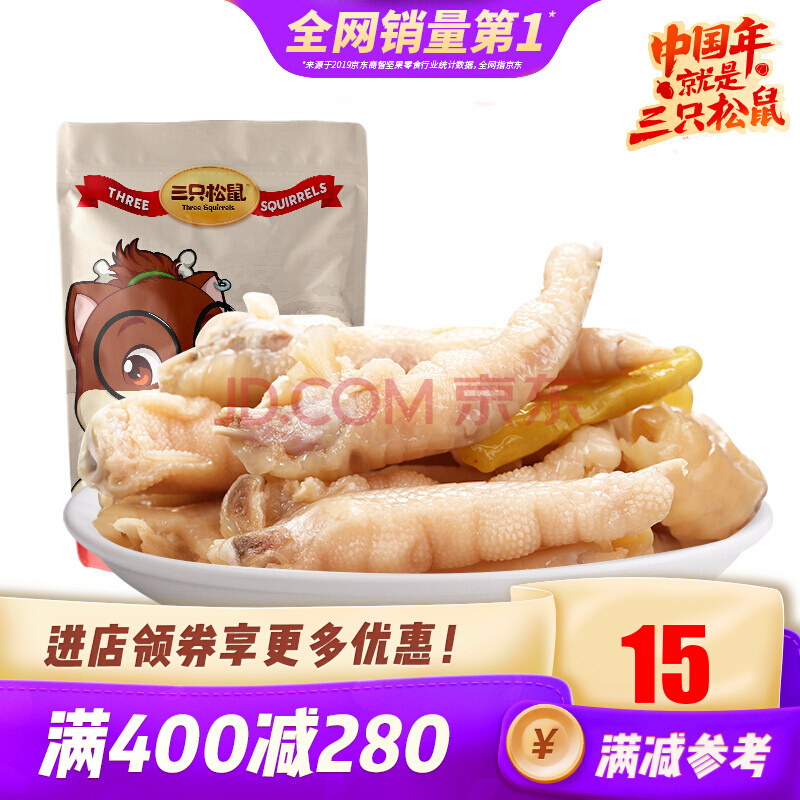 全网销量第1*
*来源于2019京东商智坚果零食行业统计数据,全网指京东
中国年
就是
三只松鼠
THREE 三只松鼠 SQUIRRELS
Three Squirrels
JD.COM 京东
进店领券享更多优惠!
15
满400减280
¥
满减参考